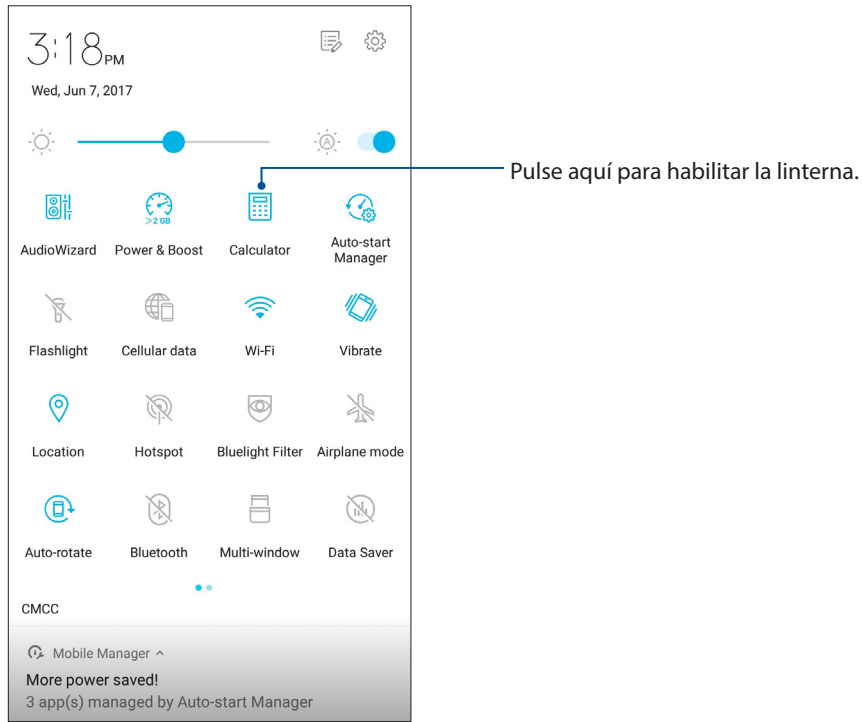 3:18PM
Wed, Jun 7, 2017
A
Pulse aquí para habilitar la linterna.
>2 GB
AudioWizard Power & Boost Calculator Auto-start
Manager
Flashlight Cellular data Wi-Fi Vibrate
Location Hotspot Bluelight Filter Airplane mode
Auto-rotate Bluetooth Multi-window Data Saver
CMCC
Mobile Manager
More power saved!
3 app(s) managed by Auto-start Manager